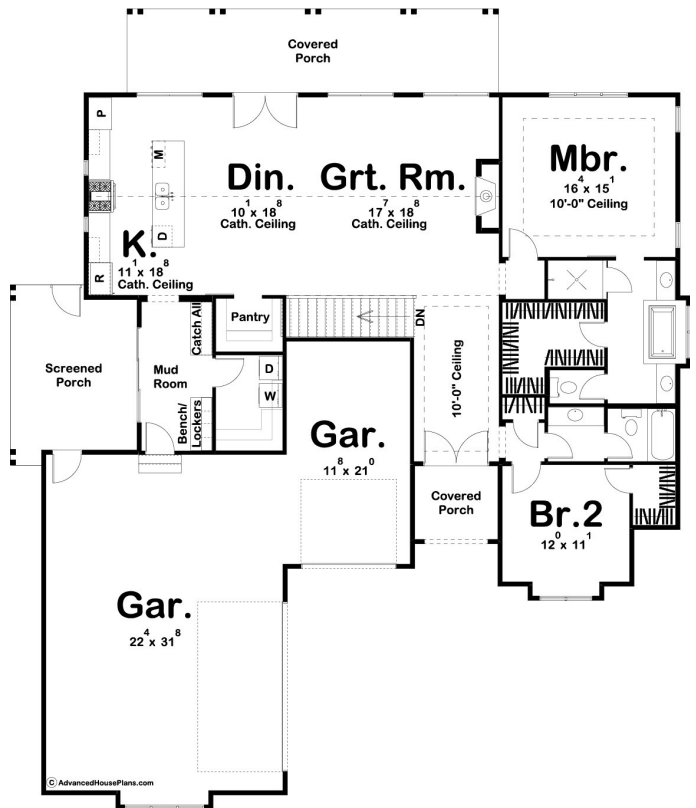 Covered
Porch
P
M
Din.
10¹ x 18⁸
Cath. Ceiling
Grt. Rm.
17⁷ x 18⁸
Cath. Ceiling
Mbr.
16⁴ x 15¹
10'-0" Ceiling
D
K.
11¹ x 18⁸
Cath. Ceiling
R
Screened
Porch
Mud
Room
Catch All
Pantry
DN
10'-0" Ceiling
Bench/
Lockers
D
W
Gar.
11⁸ x 21⁰
Covered
Porch
Br.2
12⁰ x 11¹
Gar.
22⁴ x 31⁸
© AdvancedHousePlans.com